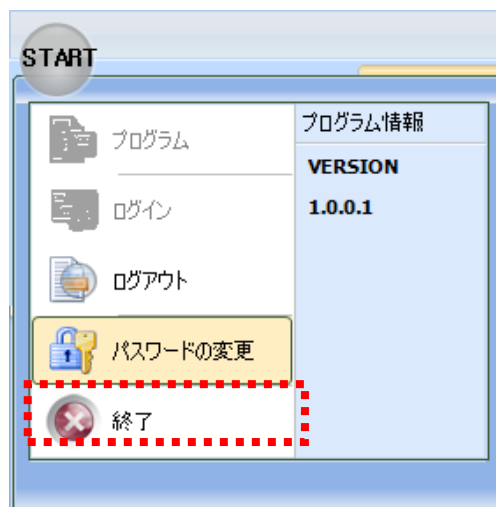 START
プログラム
ログイン
ログアウト
パスワードの変更
終了
プログラム情報
VERSION
1.0.0.1